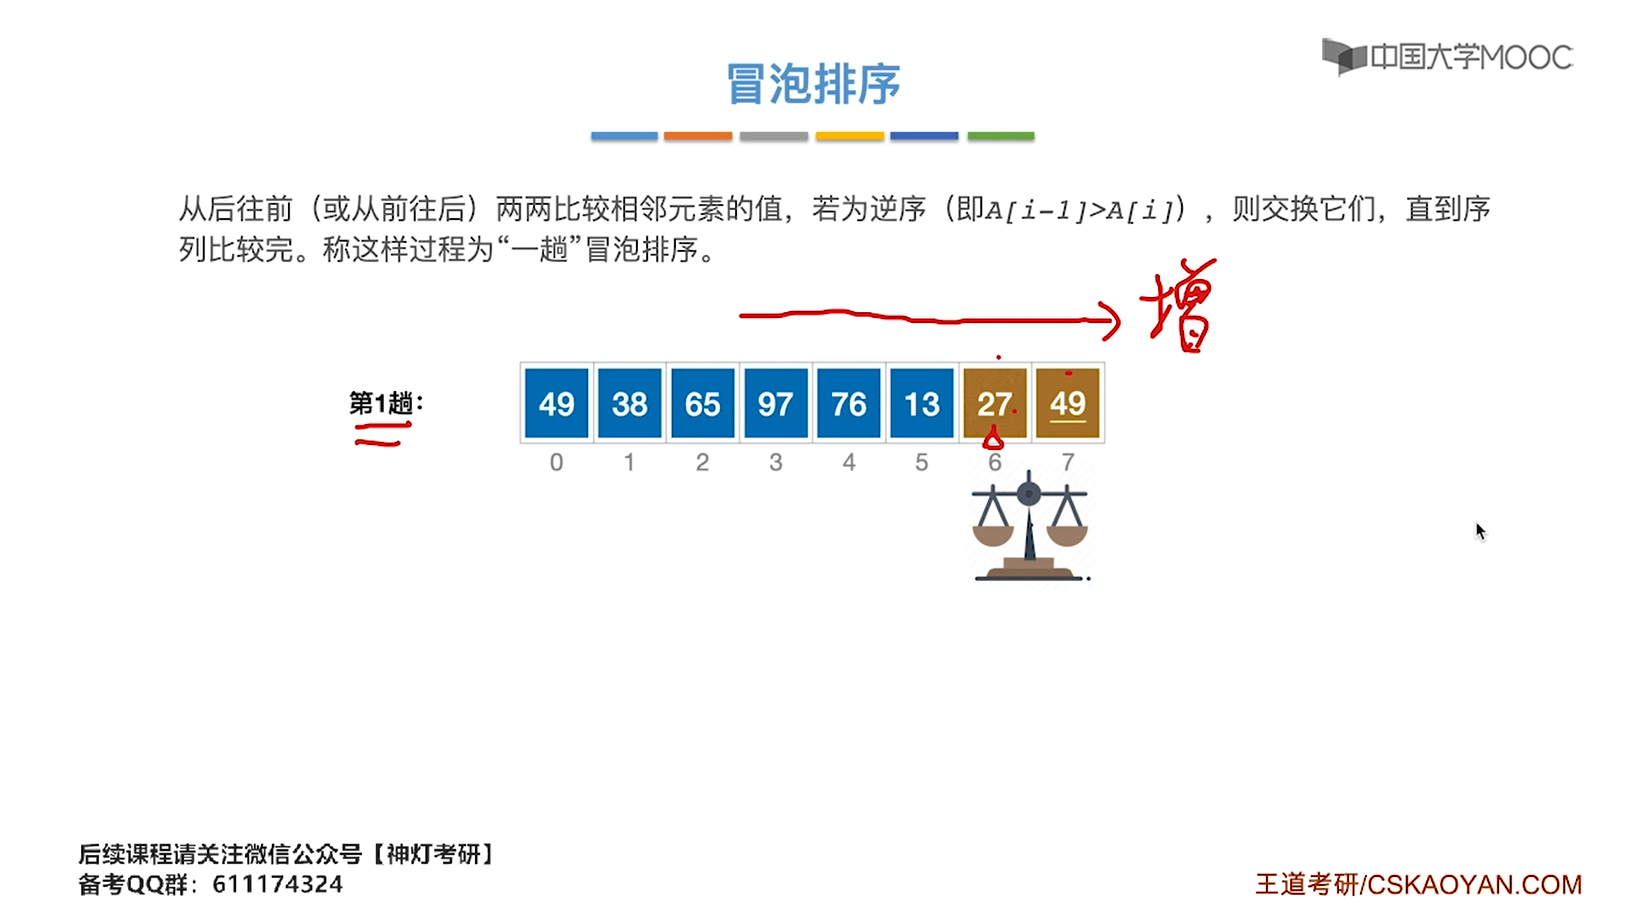 中国大学MOOC
冒泡排序
从后往前（或从前往后）两两比较相邻元素的值，若为逆序（即A[i-1]>A[i]），则交换它们，直到序
列比较完。称这样过程为“一趟”冒泡排序。
增
第1趟：
49 38 65 97 76 13 27 49
0 1 2 3 4 5 6 7
后续课程请关注微信公众号【神灯考研】
备考QQ群：611174324
王道考研/CSKAOYAN.COM